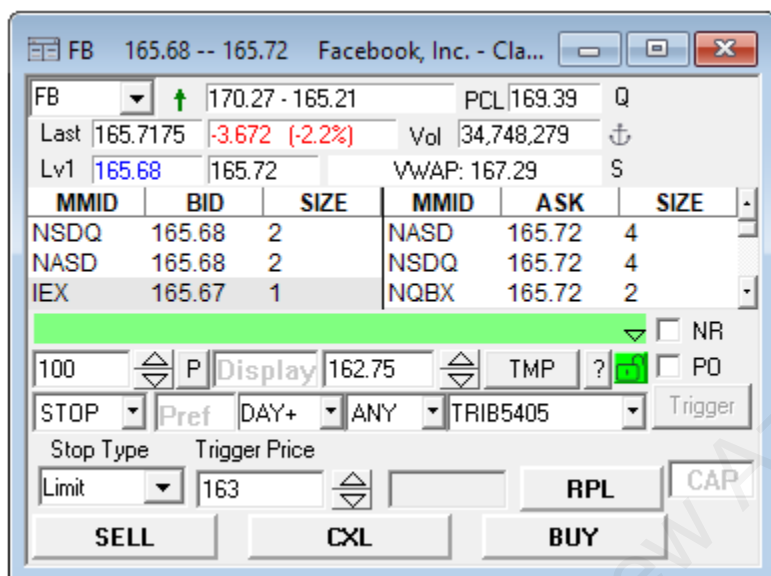 FB 165.68 -- 165.72 Facebook, Inc. - Cla...
FB 170.27 - 165.21 PCL 169.39 Q
Last 165.7175 -3.672 (-2.2%) Vol 34,748,279
Lv1 165.68 165.72 VWAP: 167.29 S
MMID BID SIZE MMID ASK SIZE
NSDQ 165.68 2 NASD 165.72 4
NASD 165.68 2 NSDQ 165.72 4
IEX 165.67 1 NQBX 165.72 2
NR
100 P Display 162.75 TMP ? PO
STOP Pref DAY+ ANY TRIB5405 Trigger
Stop Type Trigger Price
Limit 163 RPL CAP
SELL CXL BUY